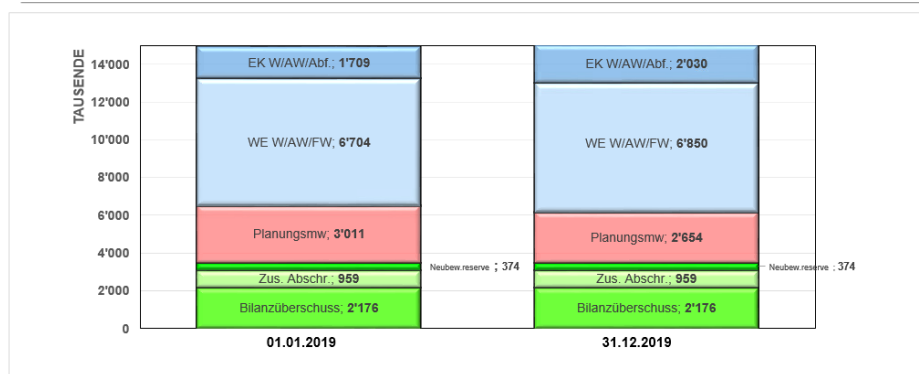 TAUSENDE
14'000
12'000
10'000
8'000
6'000
4'000
2'000
0
EK W/AW/Abf.; 1'709
WE W/AW/FW; 6'704
Planungsmw; 3'011
Neubew.reserve ; 374
Zus. Abschr.; 959
Bilanzüberschuss; 2'176
01.01.2019
EK W/AW/Abf.; 2'030
WE W/AW/FW; 6'850
Planungsmw; 2'654
Neubew.reserve ; 374
Zus. Abschr.; 959
Bilanzüberschuss; 2'176
31.12.2019